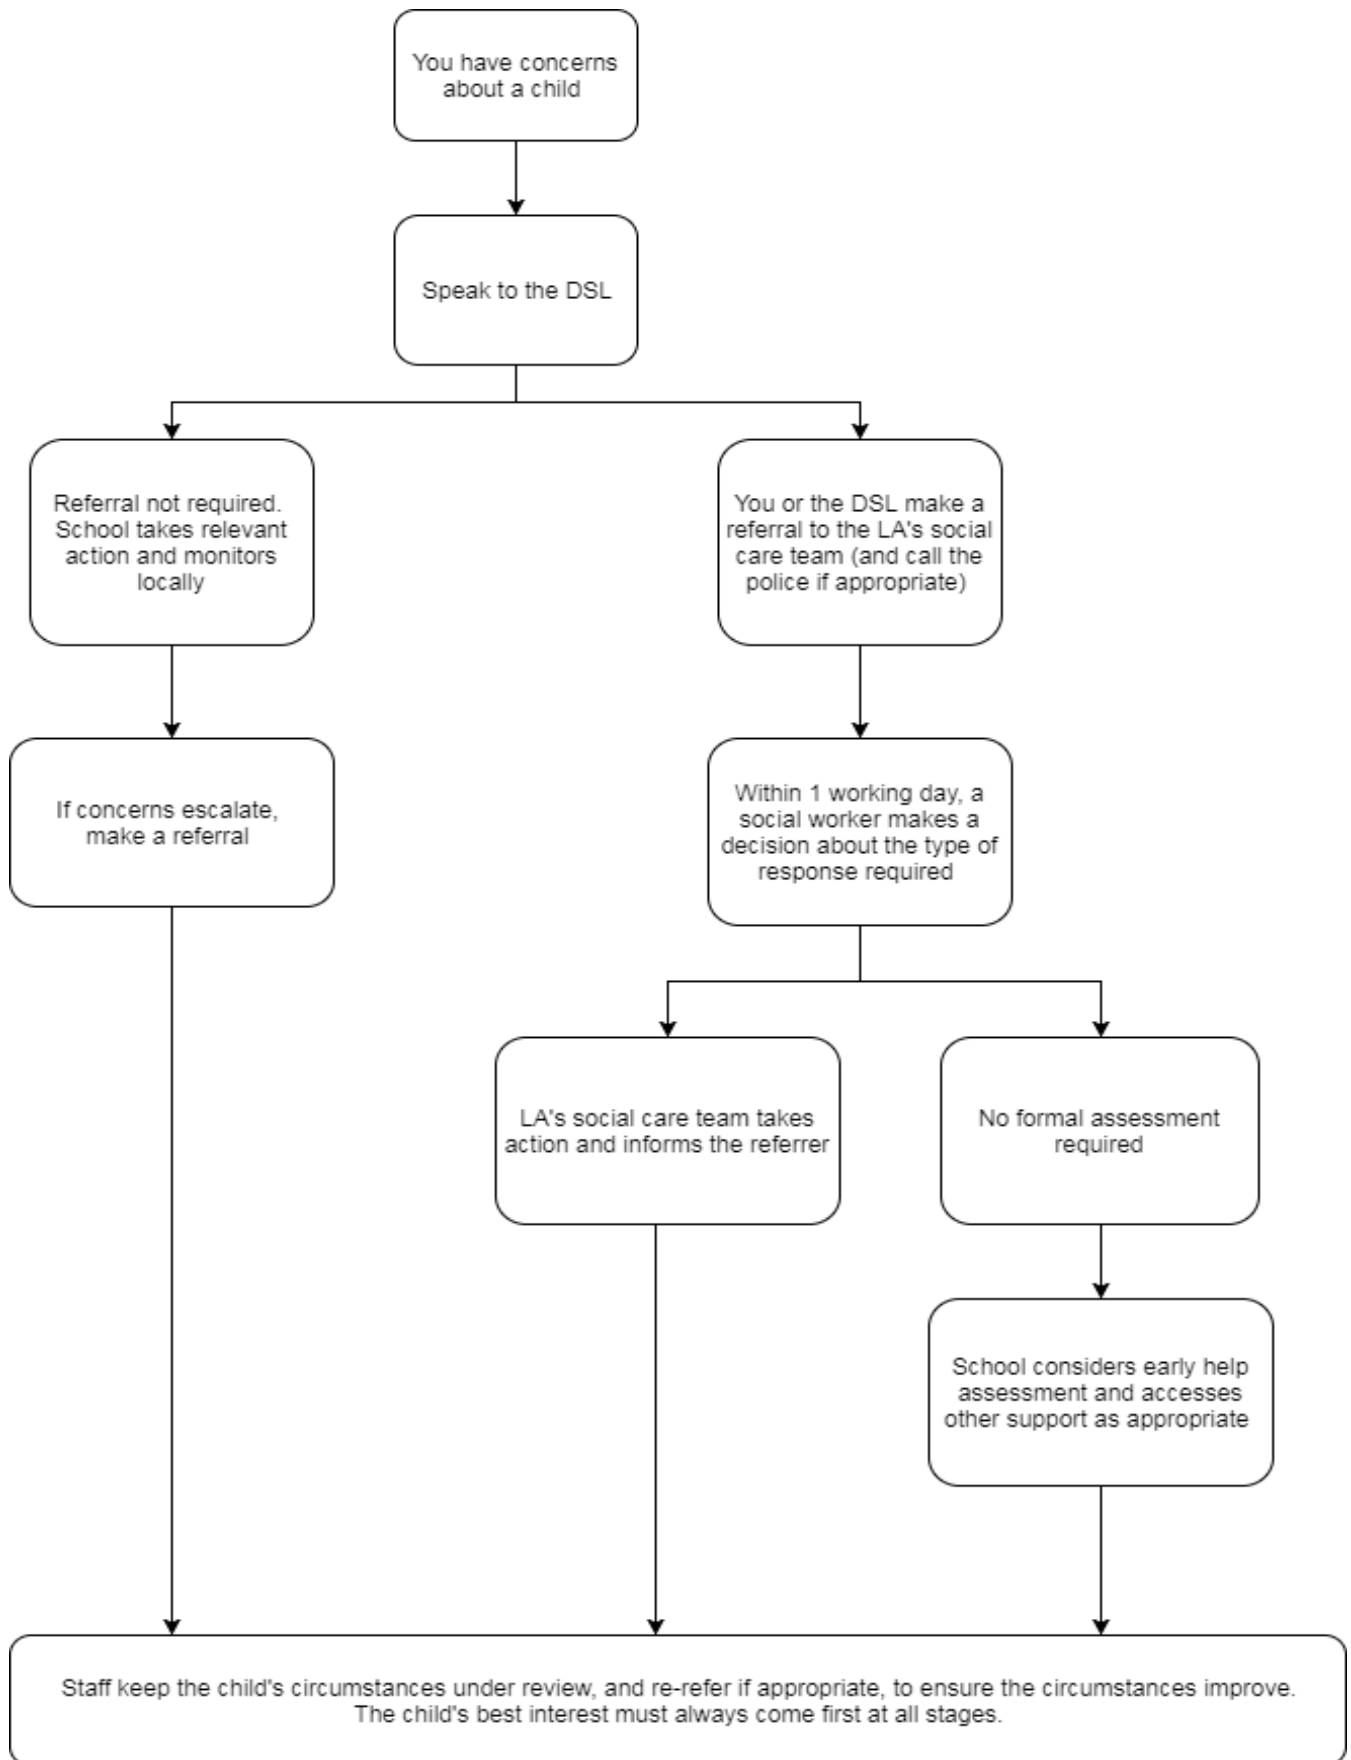 You have concerns
about a child
Speak to the DSL
Referral not required.
School takes relevant
action and monitors
locally
You or the DSL make a
referral to the LA's social
care team (and call the
police if appropriate)
If concerns escalate,
make a referral
Within 1 working day, a
social worker makes a
decision about the type of
response required
LA's social care team takes
action and informs the referrer
No formal assessment
required
School considers early help
assessment and accesses
other support as appropriate
Staff keep the child's circumstances under review, and re-refer if appropriate, to ensure the circumstances improve.
The child's best interest must always come first at all stages.